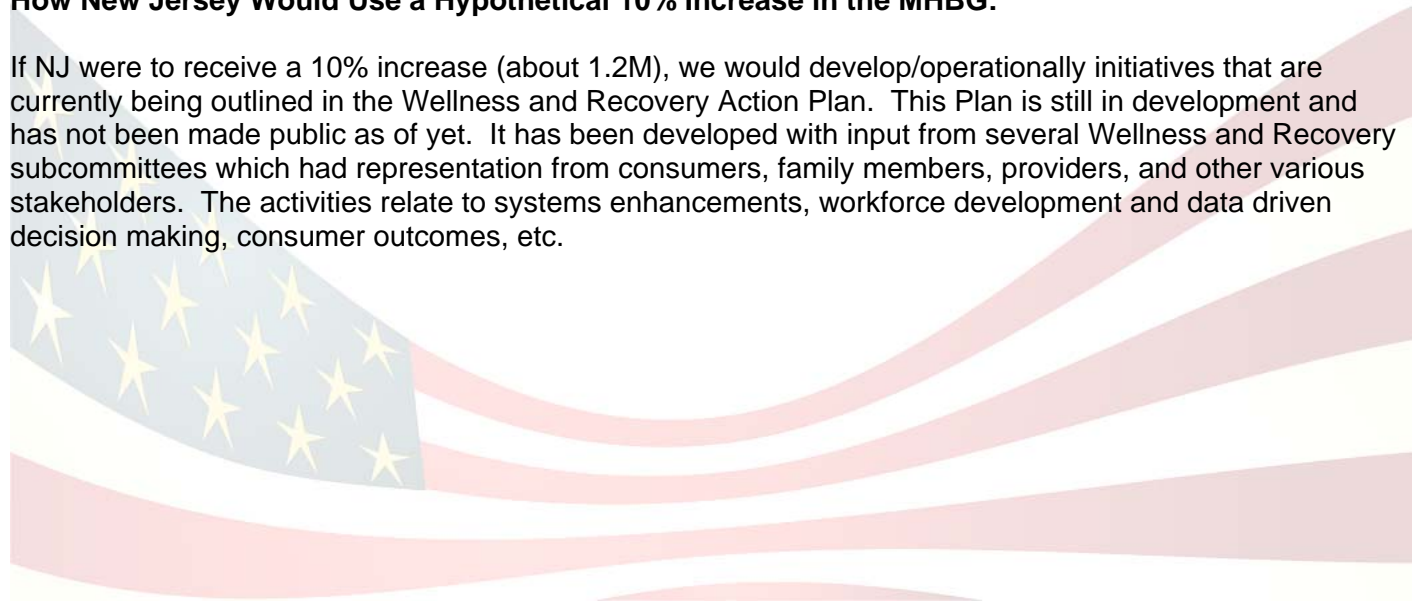 How New Jersey Would Use a Hypothetical 10% Increase in the MHBG:
If NJ were to receive a 10% increase (about 1.2M), we would develop/operationally initiatives that are
currently being outlined in the Wellness and Recovery Action Plan. This Plan is still in development and
has not been made public as of yet. It has been developed with input from several Wellness and Recovery
subcommittees which had representation from consumers, family members, providers, and other various
stakeholders. The activities relate to systems enhancements, workforce development and data driven
decision making, consumer outcomes, etc.